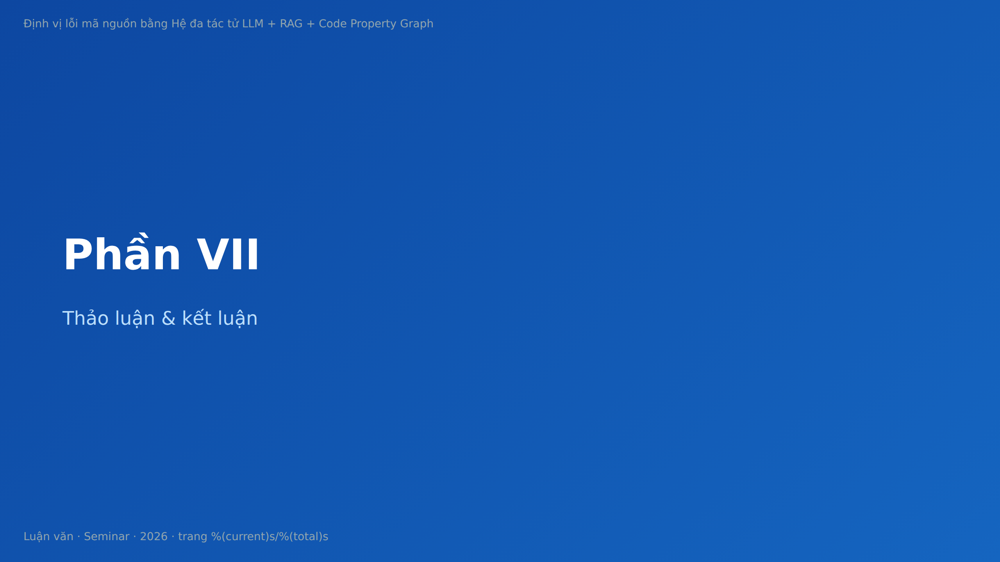 Định vị lỗi mã nguồn bằng Hệ đa tác tử LLM + RAG + Code Property Graph
Phần VII
Thảo luận & kết luận
Luận văn · Seminar · 2026 · trang %(current)s/%(total)s